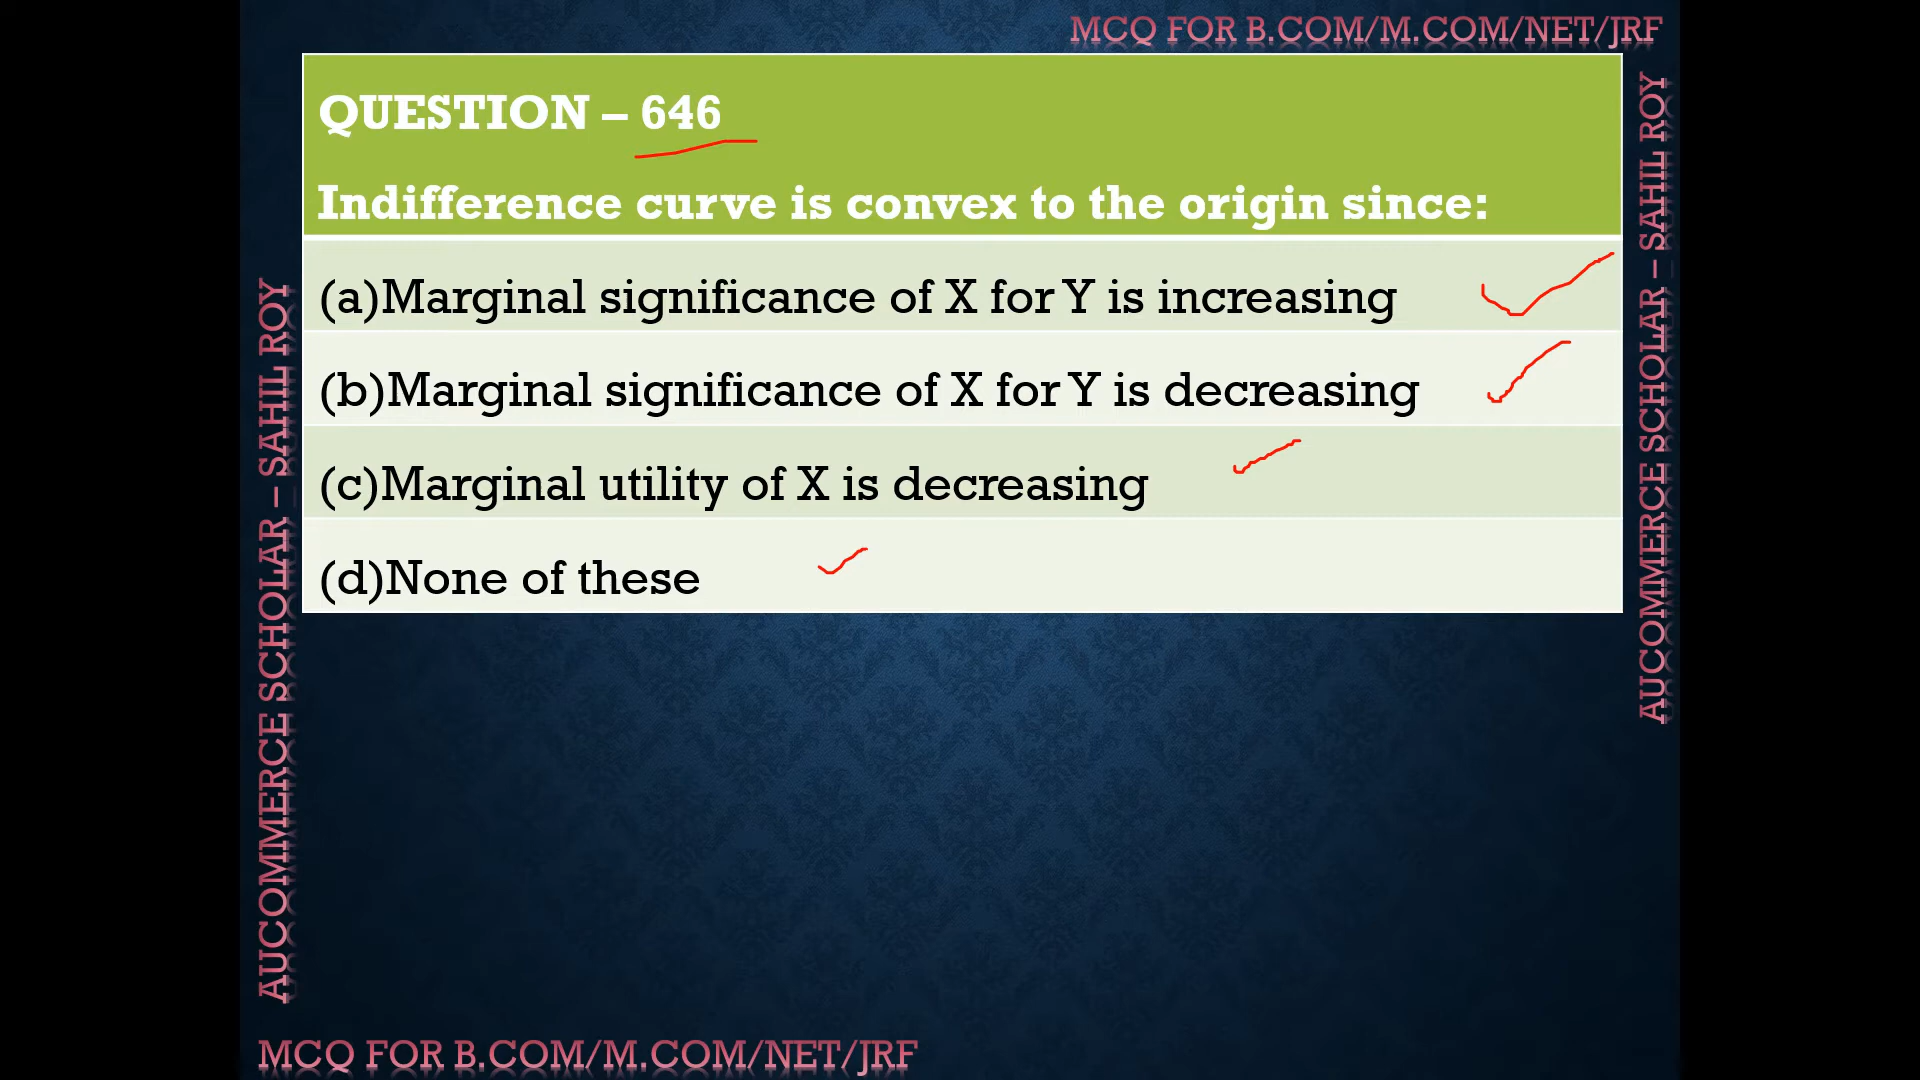 MCQ FOR B.COM/M.COM/NET/JRF
QUESTION – 646
Indifference curve is convex to the origin since:
(a)Marginal significance of X for Y is increasing
(b)Marginal significance of X for Y is decreasing
(c)Marginal utility of X is decreasing
(d)None of these
AUCOMMERCE SCHOLAR – SAHIL ROY
AUCOMMERCE SCHOLAR – SAHIL ROY
MCQ FOR B.COM/M.COM/NET/JRF